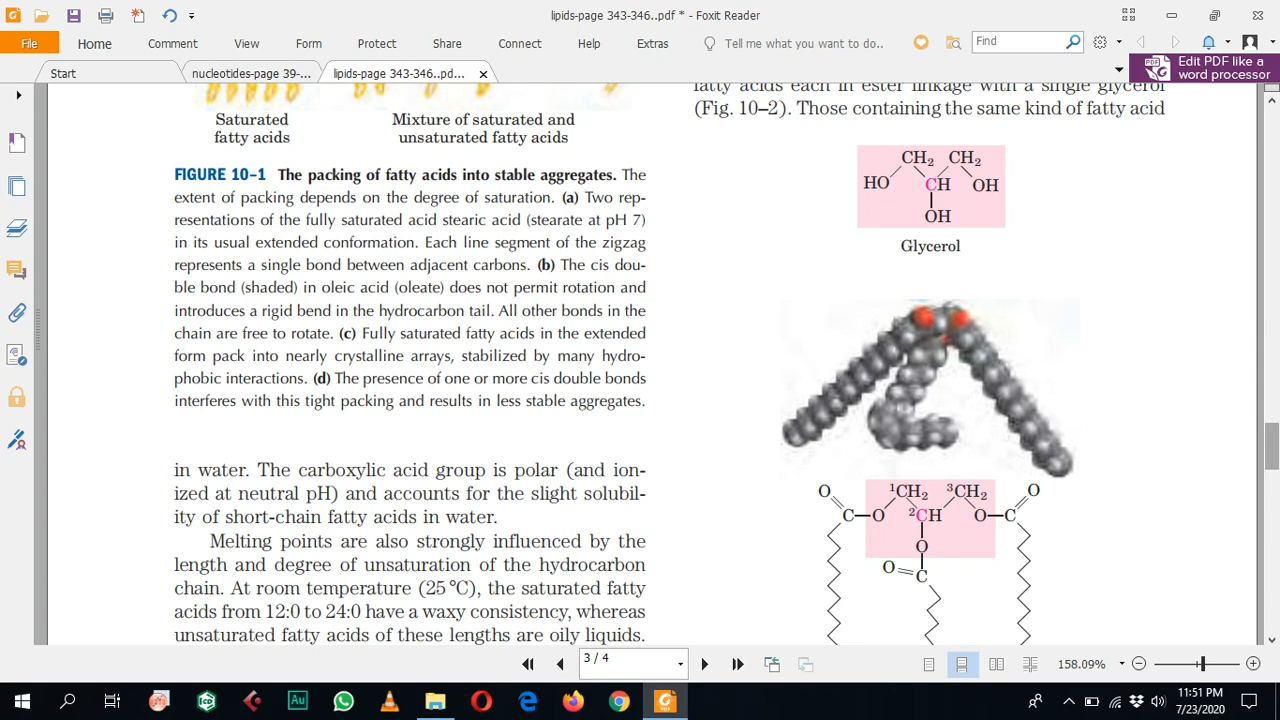 lipids-page 343-346..pdf * - Foxit Reader
File Home Comment View Form Protect Share Connect Help Extras Tell me what you want to do.. Find
Start nucleotides-page 39-... lipids-page 343-346..pd... Edit PDF like a
word processor
Saturated
fatty acids
Mixture of saturated and
unsaturated fatty acids
FIGURE 10–1 The packing of fatty acids into stable aggregates. The
extent of packing depends on the degree of saturation. (a) Two rep-
resentations of the fully saturated acid stearic acid (stearate at pH 7)
in its usual extended conformation. Each line segment of the zigzag
represents a single bond between adjacent carbons. (b) The cis dou-
ble bond (shaded) in oleic acid (oleate) does not permit rotation and
introduces a rigid bend in the hydrocarbon tail. All other bonds in the
chain are free to rotate. (c) Fully saturated fatty acids in the extended
form pack into nearly crystalline arrays, stabilized by many hydro-
phobic interactions. (d) The presence of one or more cis double bonds
interferes with this tight packing and results in less stable aggregates.
in water. The carboxylic acid group is polar (and ion-
ized at neutral pH) and accounts for the slight solubil-
ity of short-chain fatty acids in water.
Melting points are also strongly influenced by the
length and degree of unsaturation of the hydrocarbon
chain. At room temperature (25 °C), the saturated fatty
acids from 12:0 to 24:0 have a waxy consistency, whereas
unsaturated fatty acids of these lengths are oily liquids.
fatty acids each in ester linkage with a single glycerol
(Fig. 10–2). Those containing the same kind of fatty acid
CH₂ CH₂
HO CH OH
OH
Glycerol
O ¹CH₂ ³CH₂ O
C O ²CH O C
O
O C
3 / 4 158.09%
Au
11:51 PM
7/23/2020